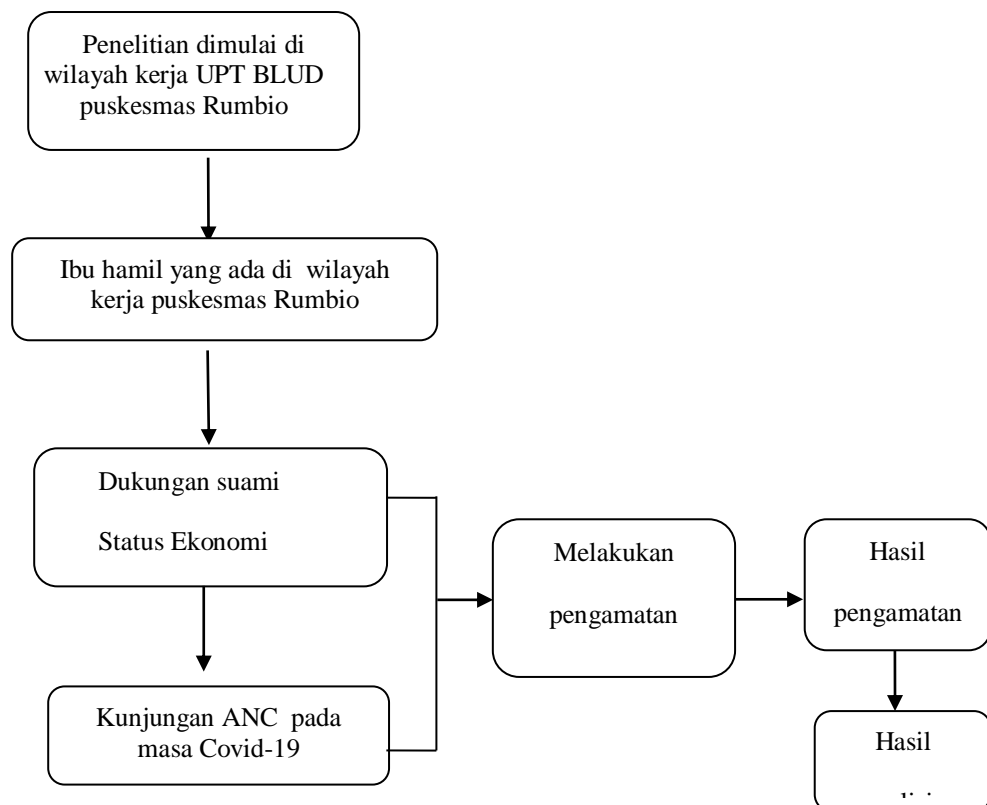 Penelitian dimulai di
wilayah kerja UPT BLUD
puskesmas Rumbio
Ibu hamil yang ada di wilayah
kerja puskesmas Rumbio
Dukungan suami
Status Ekonomi
Kunjungan ANC pada
masa Covid-19
Melakukan
pengamatan
Hasil
pengamatan
Hasil